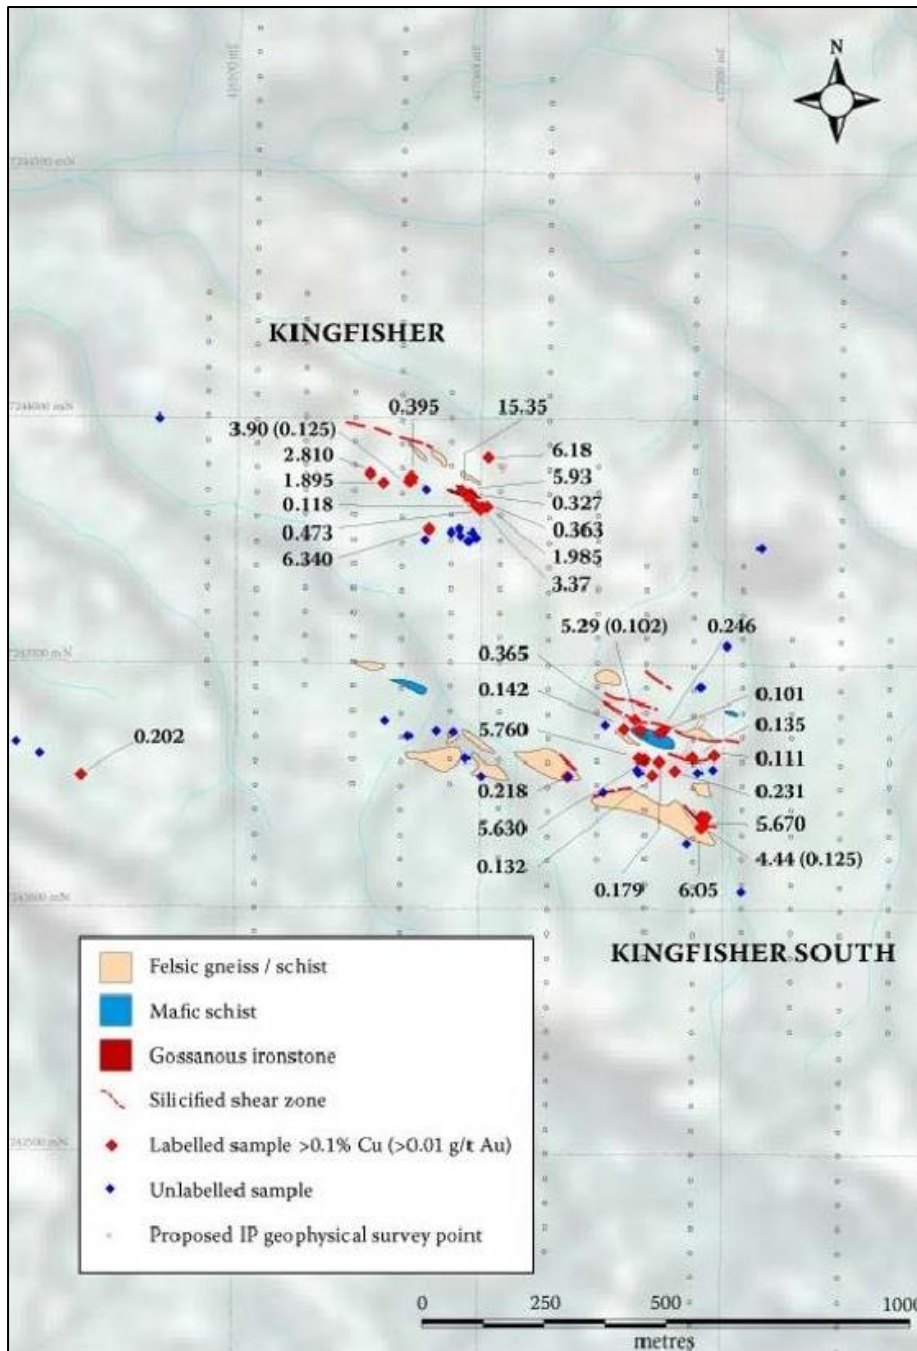 N
7244500 mN
KINGFISHER
7244000 mN
0.395
15.35
3.90 (0.125)
6.18
2.810
5.93
1.895
0.327
0.118
0.363
0.473
1.985
6.340
3.37
5.29 (0.102)
0.246
0.365
0.142
0.101
5.760
0.135
0.202
0.111
0.218
0.231
5.630
5.670
0.132
4.44 (0.125)
0.179
6.05
KINGFISHER SOUTH
Felsic gneiss / schist
Mafic schist
Gossanous ironstone
Silicified shear zone
Labelled sample >0.1% Cu (>0.01 g/t Au)
Unlabelled sample
Proposed IP geophysical survey point
0
250
500
1000
metres